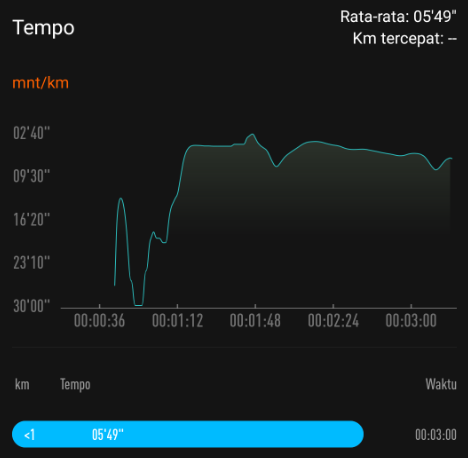 Tempo
Rata-rata: 05'49"
Km tercepat: --
mnt/km
02'40"
09'30"
16'20"
23'10"
30'00"
00:00:36 00:01:12 00:01:48 00:02:24 00:03:00
km Tempo Waktu
<1 05'49" 00:03:00